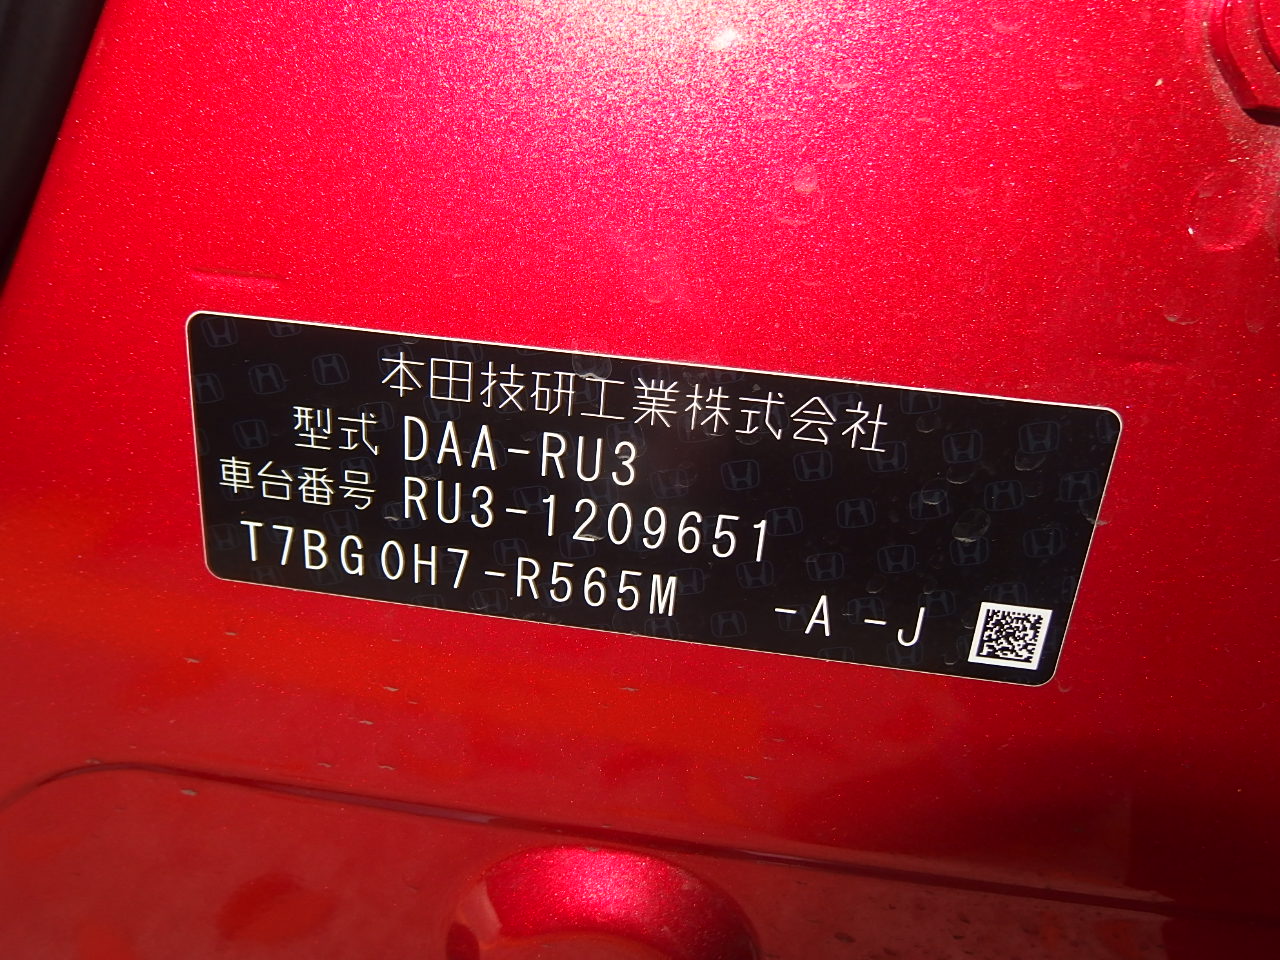 本田技研工業株式会社
型式 DAA-RU3
車台番号 RU3-1209651
T7BG0H7-R565M -A -J